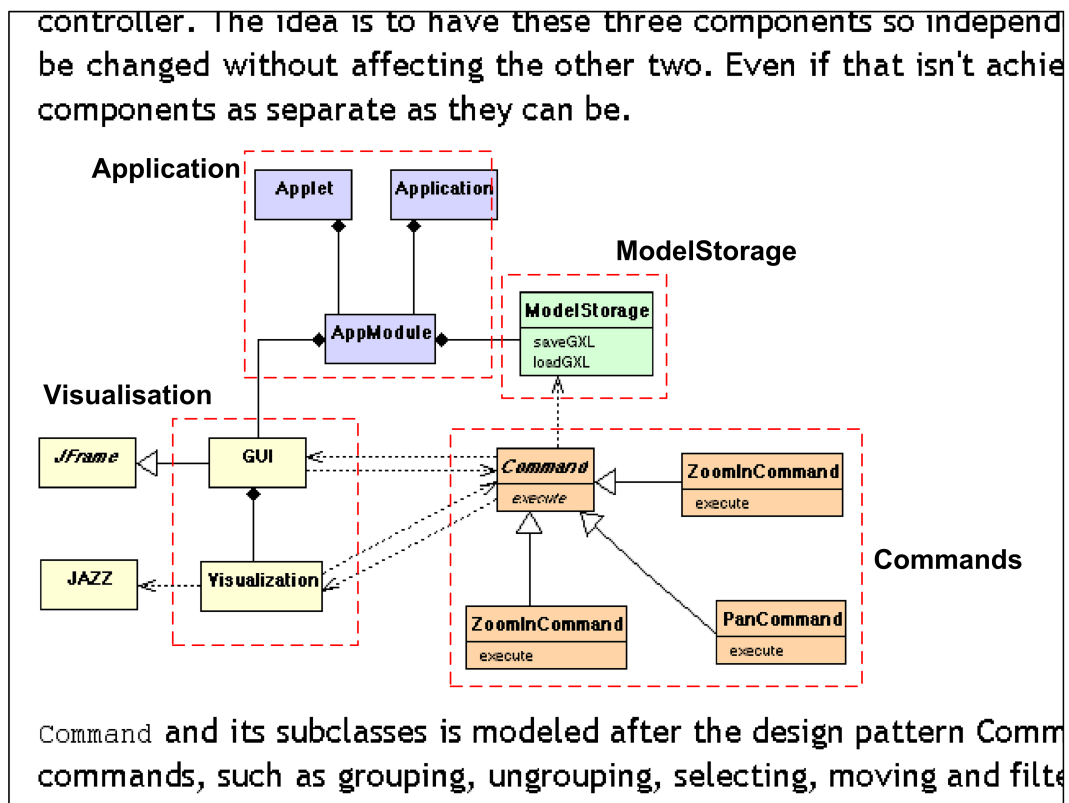 controller. The idea is to have these three components so independ
be changed without affecting the other two. Even if that isn't achie
components as separate as they can be.
Application
Applet
Application
ModelStorage
ModelStorage
saveGXL
loadGXL
AppModule
Visualisation
JFrame
GUI
Command
execute
ZoomInCommand
execute
Commands
JAZZ
Visualization
ZoomInCommand
execute
PanCommand
execute
Command and its subclasses is modeled after the design pattern Comm
commands, such as grouping, ungrouping, selecting, moving and filte